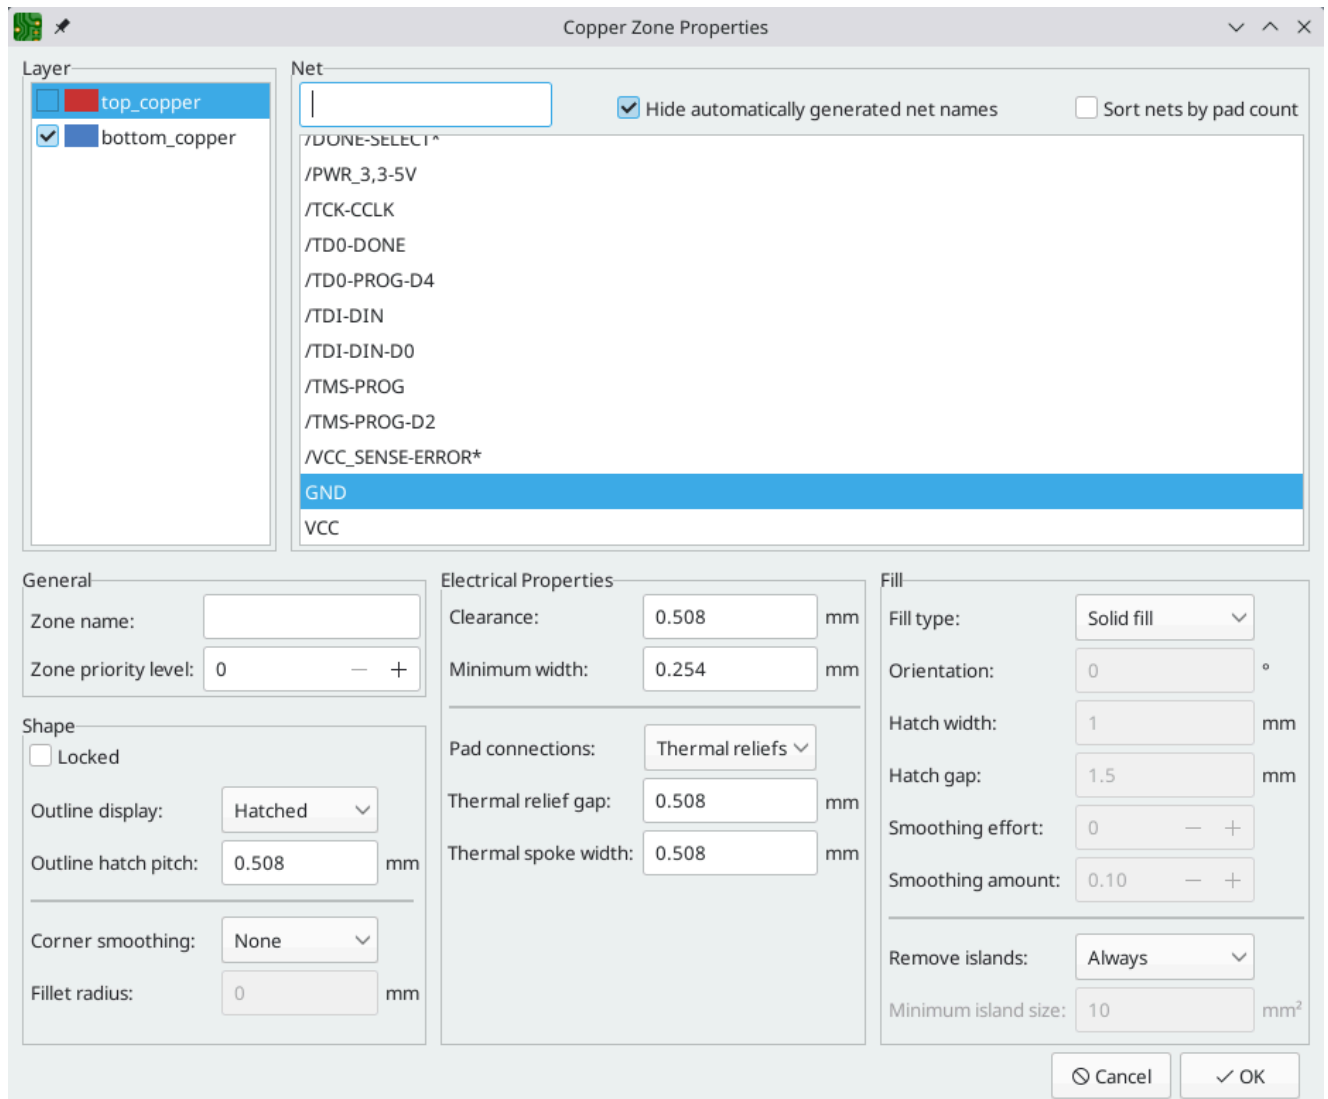 Copper Zone Properties
Layer
top_copper
bottom_copper
Net
Hide automatically generated net names
Sort nets by pad count
/DONE-SELECT*
/PWR_3,3-5V
/TCK-CCLK
/TD0-DONE
/TD0-PROG-D4
/TDI-DIN
/TDI-DIN-D0
/TMS-PROG
/TMS-PROG-D2
/VCC_SENSE-ERROR*
GND
VCC
General
Zone name:
Zone priority level: 0
Shape
Locked
Outline display: Hatched
Outline hatch pitch: 0.508 mm
Corner smoothing: None
Fillet radius: 0 mm
Electrical Properties
Clearance: 0.508 mm
Minimum width: 0.254 mm
Pad connections: Thermal reliefs
Thermal relief gap: 0.508 mm
Thermal spoke width: 0.508 mm
Fill
Fill type: Solid fill
Orientation: 0 °
Hatch width: 1 mm
Hatch gap: 1.5 mm
Smoothing effort: 0
Smoothing amount: 0.10
Remove islands: Always
Minimum island size: 10 mm²
Cancel
OK